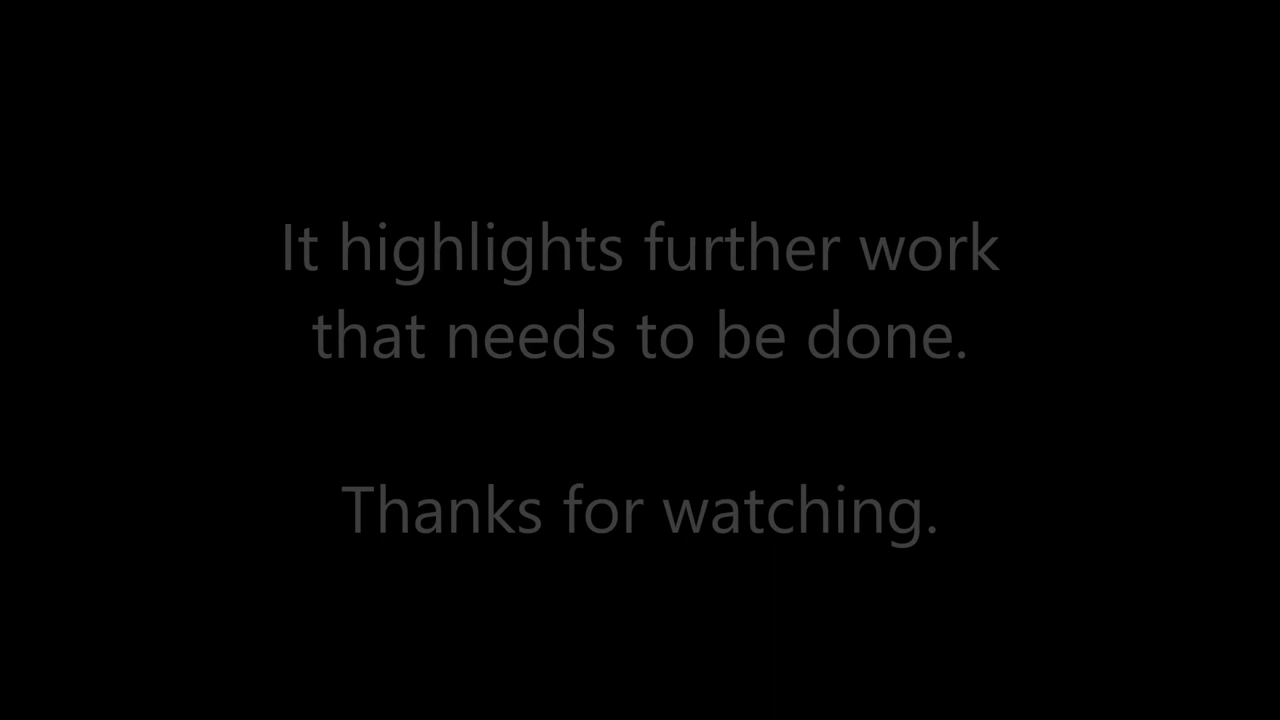 It highlights further work
that needs to be done.
Thanks for watching.